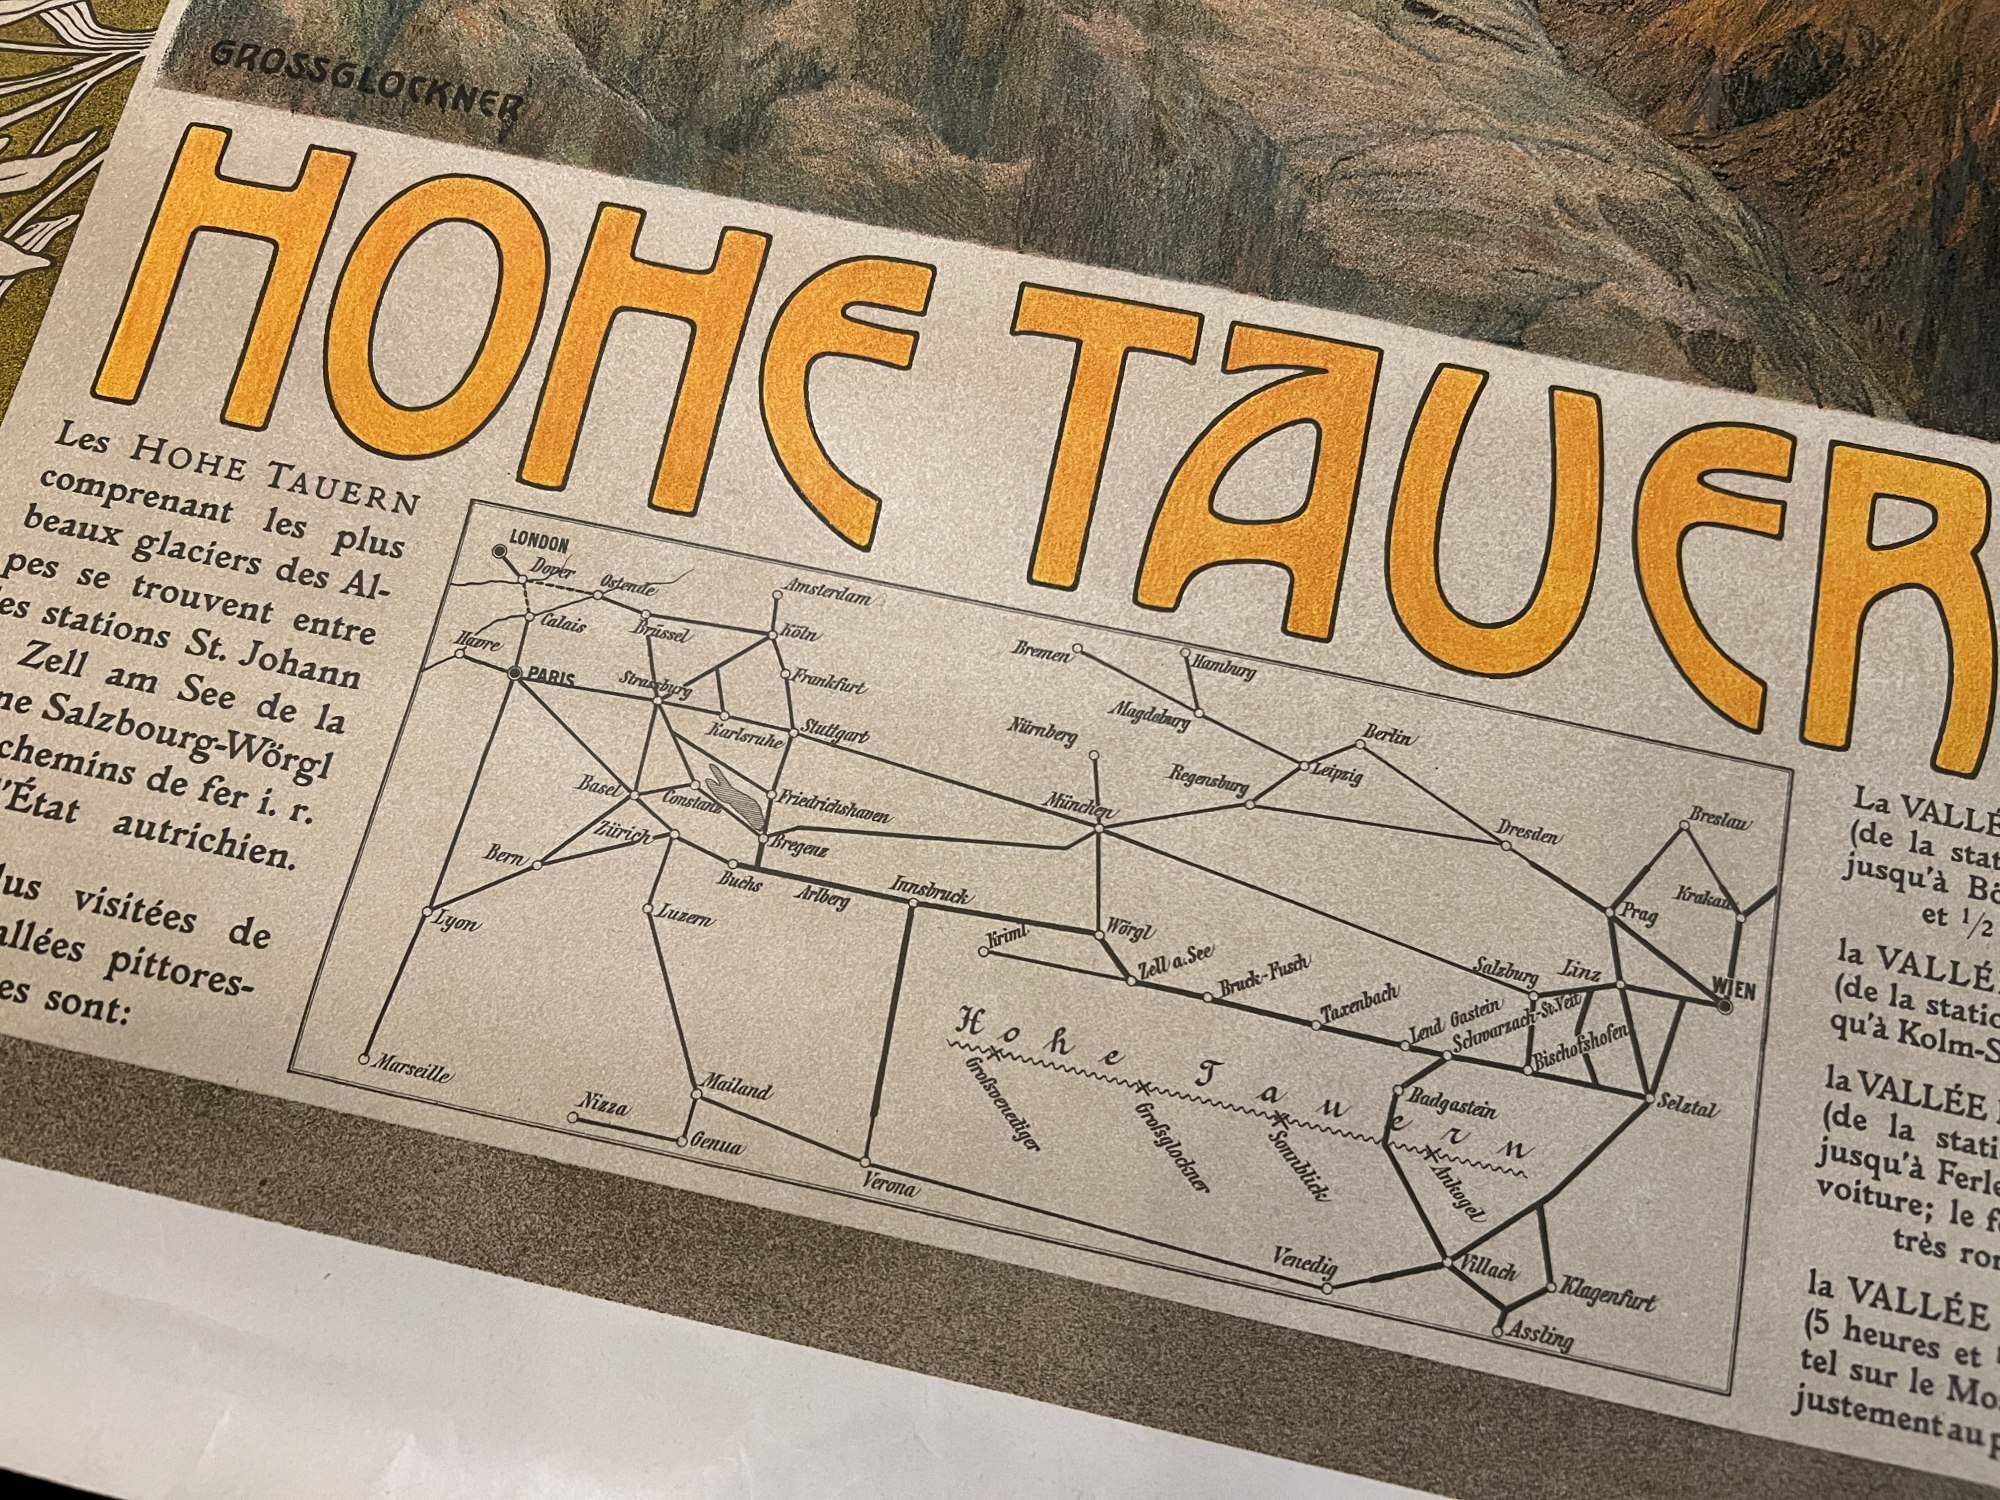 GROSSGLOCKNER
HOHE TAUER
Les HOHE TAUERN
comprenant les plus
beaux glaciers des Al-
pes se trouvent entre
es stations St. Johann
Zell am See de la
ne Salzbourg-Wörgl
chemins de fer i. r.
l'État autrichien.
lus visitées de
allées pittores-
es sont:
LONDON
Dover
Ostende
Amsterdam
Calais
Brüssel
Köln
Havre
PARIS
Strassburg
Frankfurt
Bremen
Hamburg
Karlsruhe
Stuttgart
Nürnberg
Magdeburg
Berlin
Basel
Constanz
Friedrichshaven
München
Regensburg
Leipzig
Zürich
Bregenz
Dresden
Breslau
Bern
Buchs
Arlberg
Innsbruck
Krakau
Lyon
Luzern
Kriml
Wörgl
Prag
Zell a. See
Bruck-Fusch
Salzburg
Linz
WIEN
Taxenbach
Lend Gastein
Schwarzach-St. Veit
Bischofshofen
Hohe Tauern
Großvenediger
Großglockner
Sonnblick
Ankogel
Marseille
Mailand
Badgastein
Selztal
Nizza
Genua
Verona
Venedig
Villach
Klagenfurt
Assling
La VALLÉE
(de la stat
jusqu'à Bö
et 1/2
la VALLÉE
(de la static
qu'à Kolm-S
la VALLÉE
(de la stati
jusqu'à Ferle
voiture; le f
très ro
la VALLÉE
(5 heures et
tel sur le Mo
justement au p